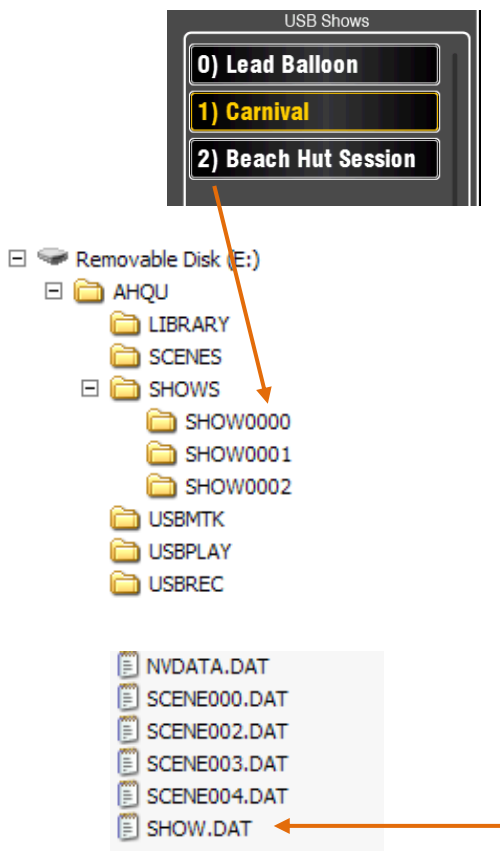 USB Shows
0) Lead Balloon
1) Carnival
2) Beach Hut Session
Removable Disk (E:)
AHQU
LIBRARY
SCENES
SHOWS
SHOW0000
SHOW0001
SHOW0002
USBMTK
USBPLAY
USBREC
NVDATA.DAT
SCENE000.DAT
SCENE002.DAT
SCENE003.DAT
SCENE004.DAT
SHOW.DAT